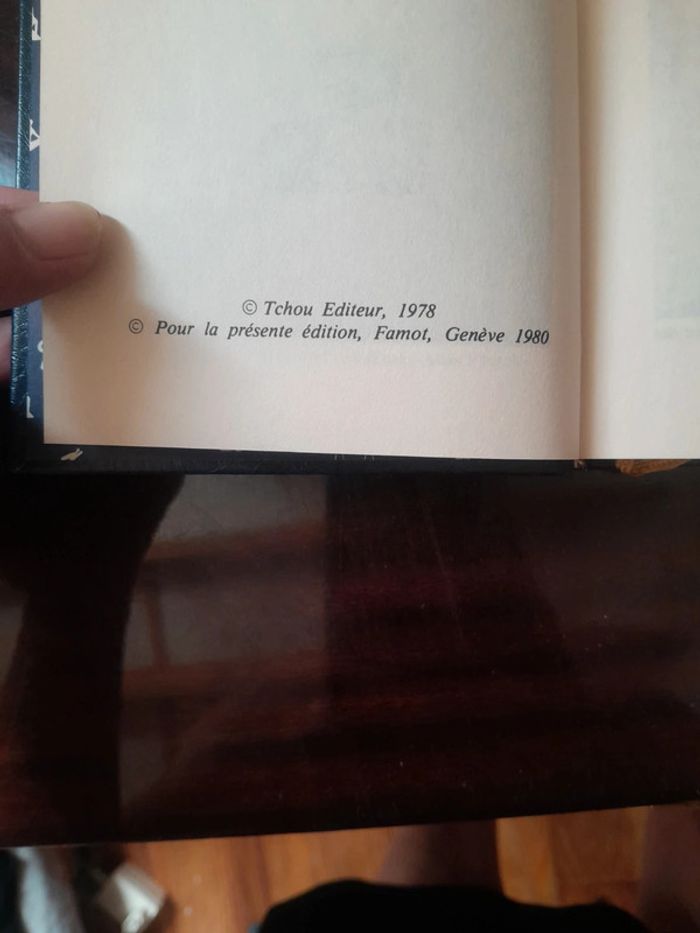 © Tchou Editeur, 1978
© Pour la présente édition, Famot, Genève 1980